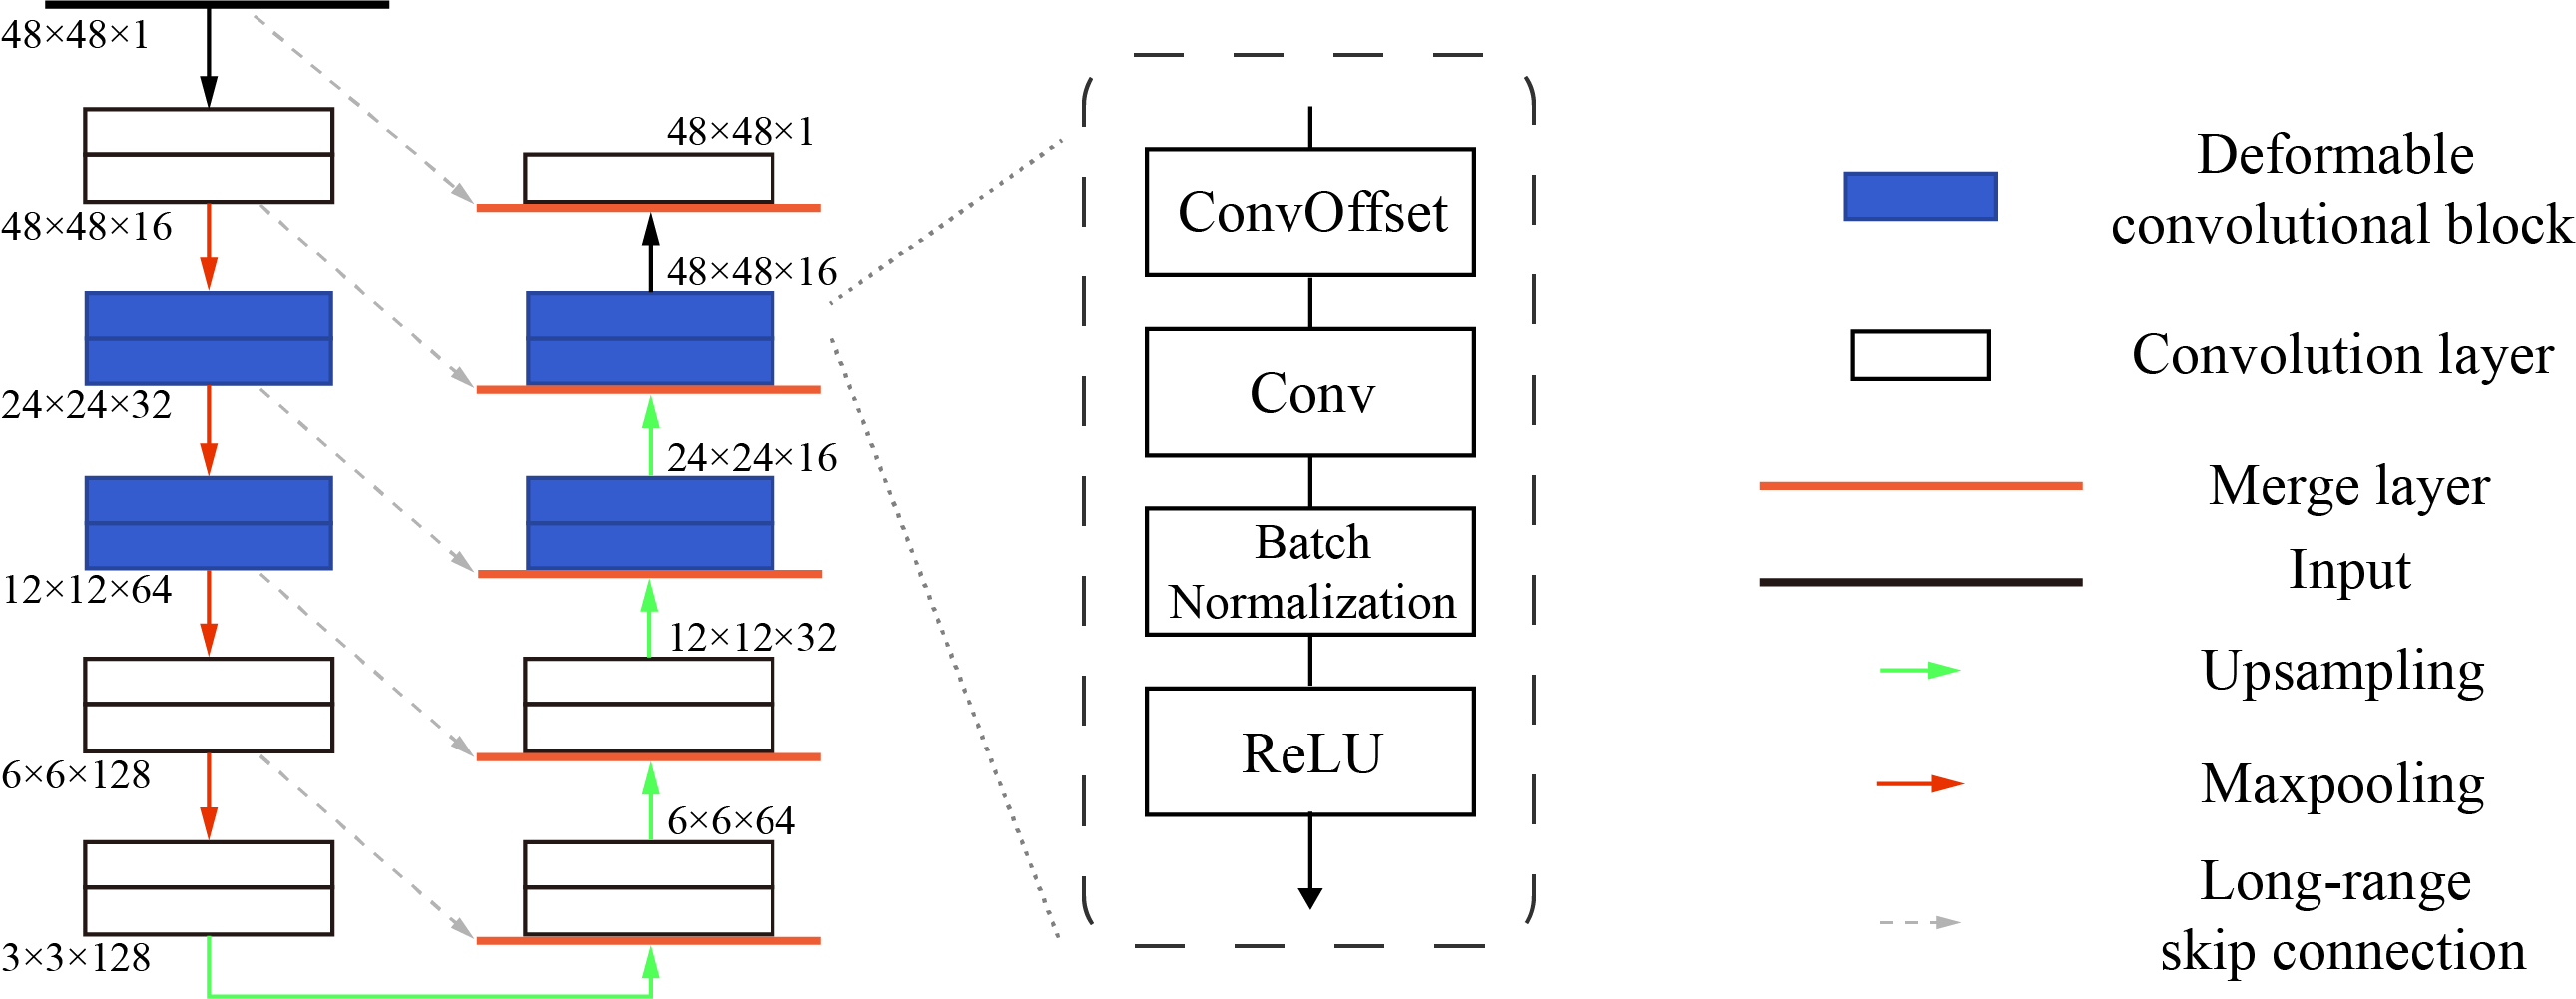 48×48×1
48×48×16
24×24×32
12×12×64
6×6×128
3×3×128
48×48×1
48×48×16
24×24×16
12×12×32
6×6×64
ConvOffset
Conv
Batch
Normalization
ReLU
Deformable
convolutional block
Convolution layer
Merge layer
Input
Upsampling
Maxpooling
Long-range
skip connection